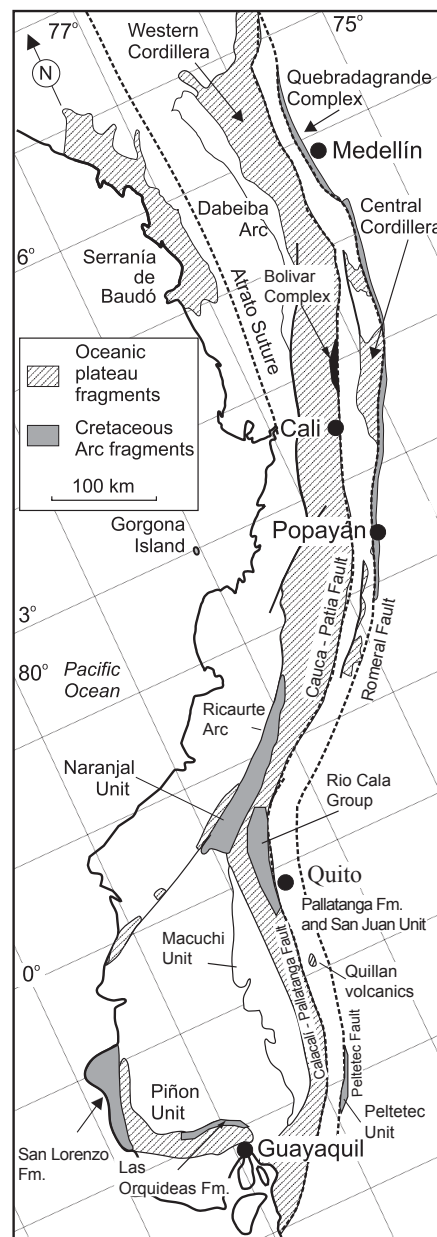 77°
75°
Western
Cordillera
N
Quebradagrande
Complex
Medellín
Dabeiba
Arc
Central
Cordillera
6°
Serranía
de
Baudó
Atrato Suture
Bolivar
Complex
Oceanic
plateau
fragments
Cretaceous
Arc fragments
100 km
Cali
Gorgona
Island
Popayán
Cauca - Patia Fault
Romeral Fault
3°
80°
Pacific
Ocean
Ricaurte
Arc
Naranjal
Unit
Rio Cala
Group
Quito
Pallatanga Fm.
and San Juan Unit
Macuchi
Unit
Quillan
volcanics
0°
Calacali - Pallatanga Fault
Peltetec Fault
Piñon
Unit
Peltetec
Unit
San Lorenzo
Fm.
Las
Orquideas Fm.
Guayaquil